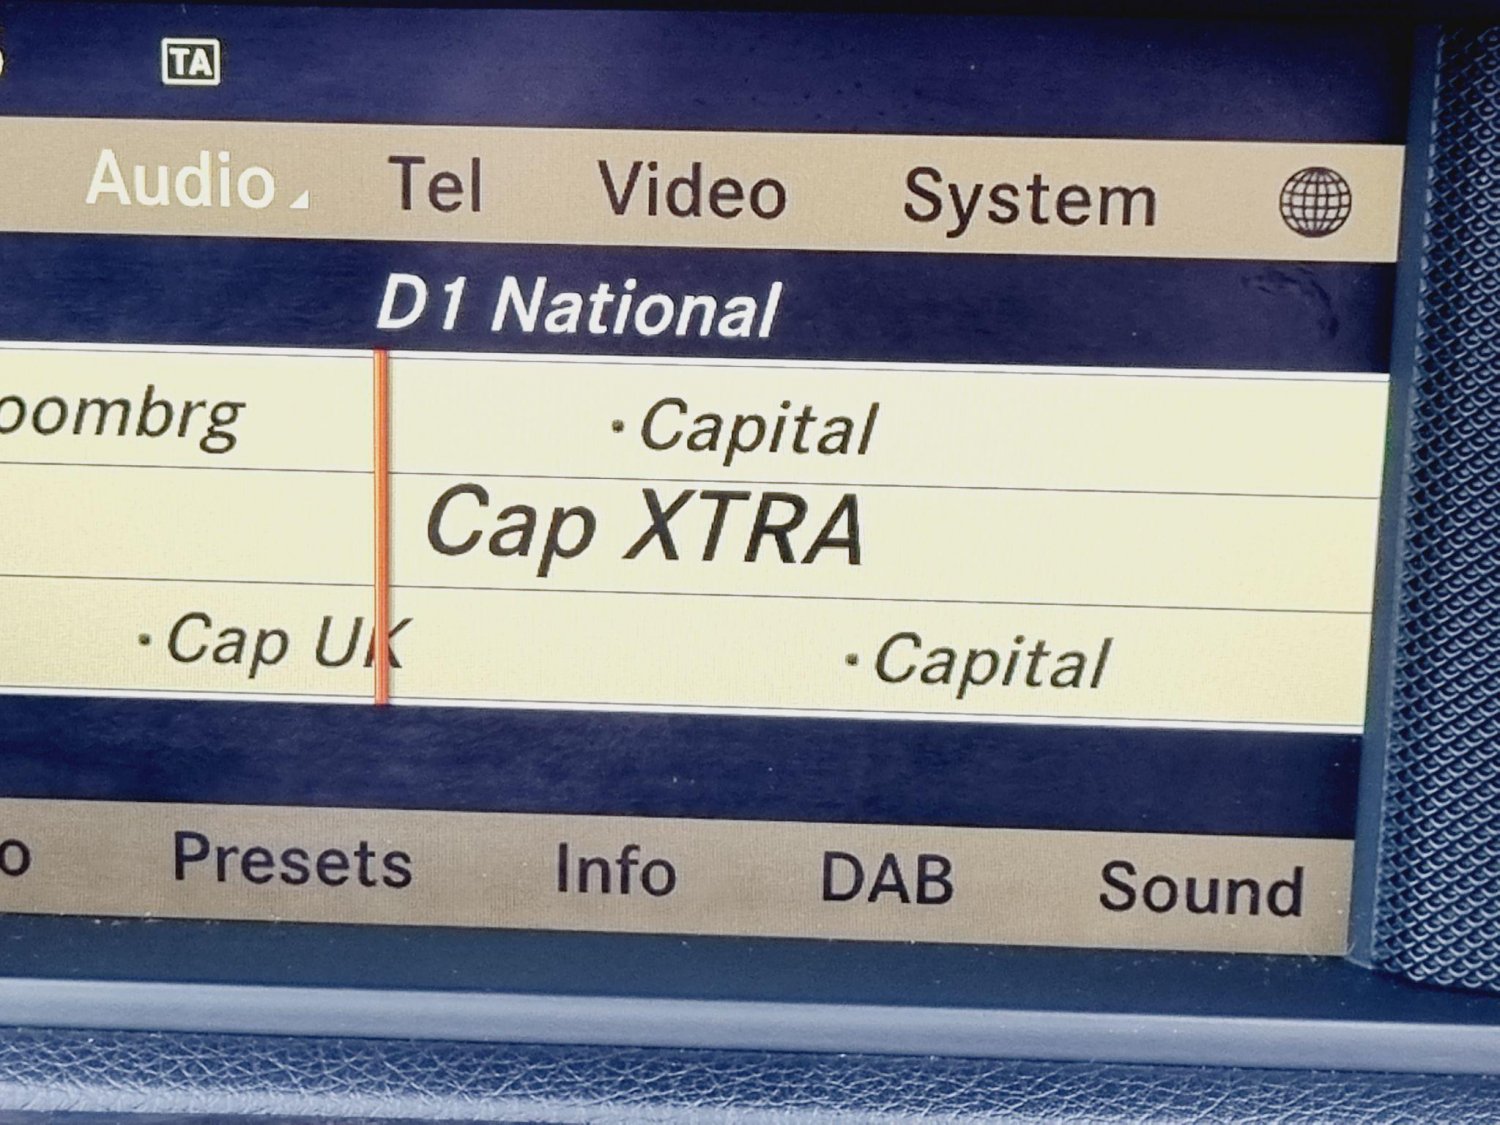 TA
Audio Tel Video System
D1 National
oombrg · Capital
Cap XTRA
· Cap UK · Capital
o Presets Info DAB Sound